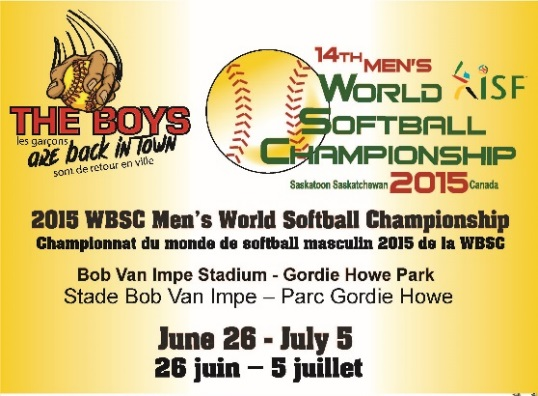 THE BOYS
les garçons
ARE back IN TOWN
sont de retour en ville
14TH MEN'S
WORLD
ISF
SOFTBALL
CHAMPIONSHIP
Saskatoon Saskatchewan 2015 Canada
2015 WBSC Men's World Softball Championship
Championnat du monde de softball masculin 2015 de la WBSC
Bob Van Impe Stadium - Gordie Howe Park
Stade Bob Van Impe – Parc Gordie Howe
June 26 - July 5
26 juin – 5 juillet